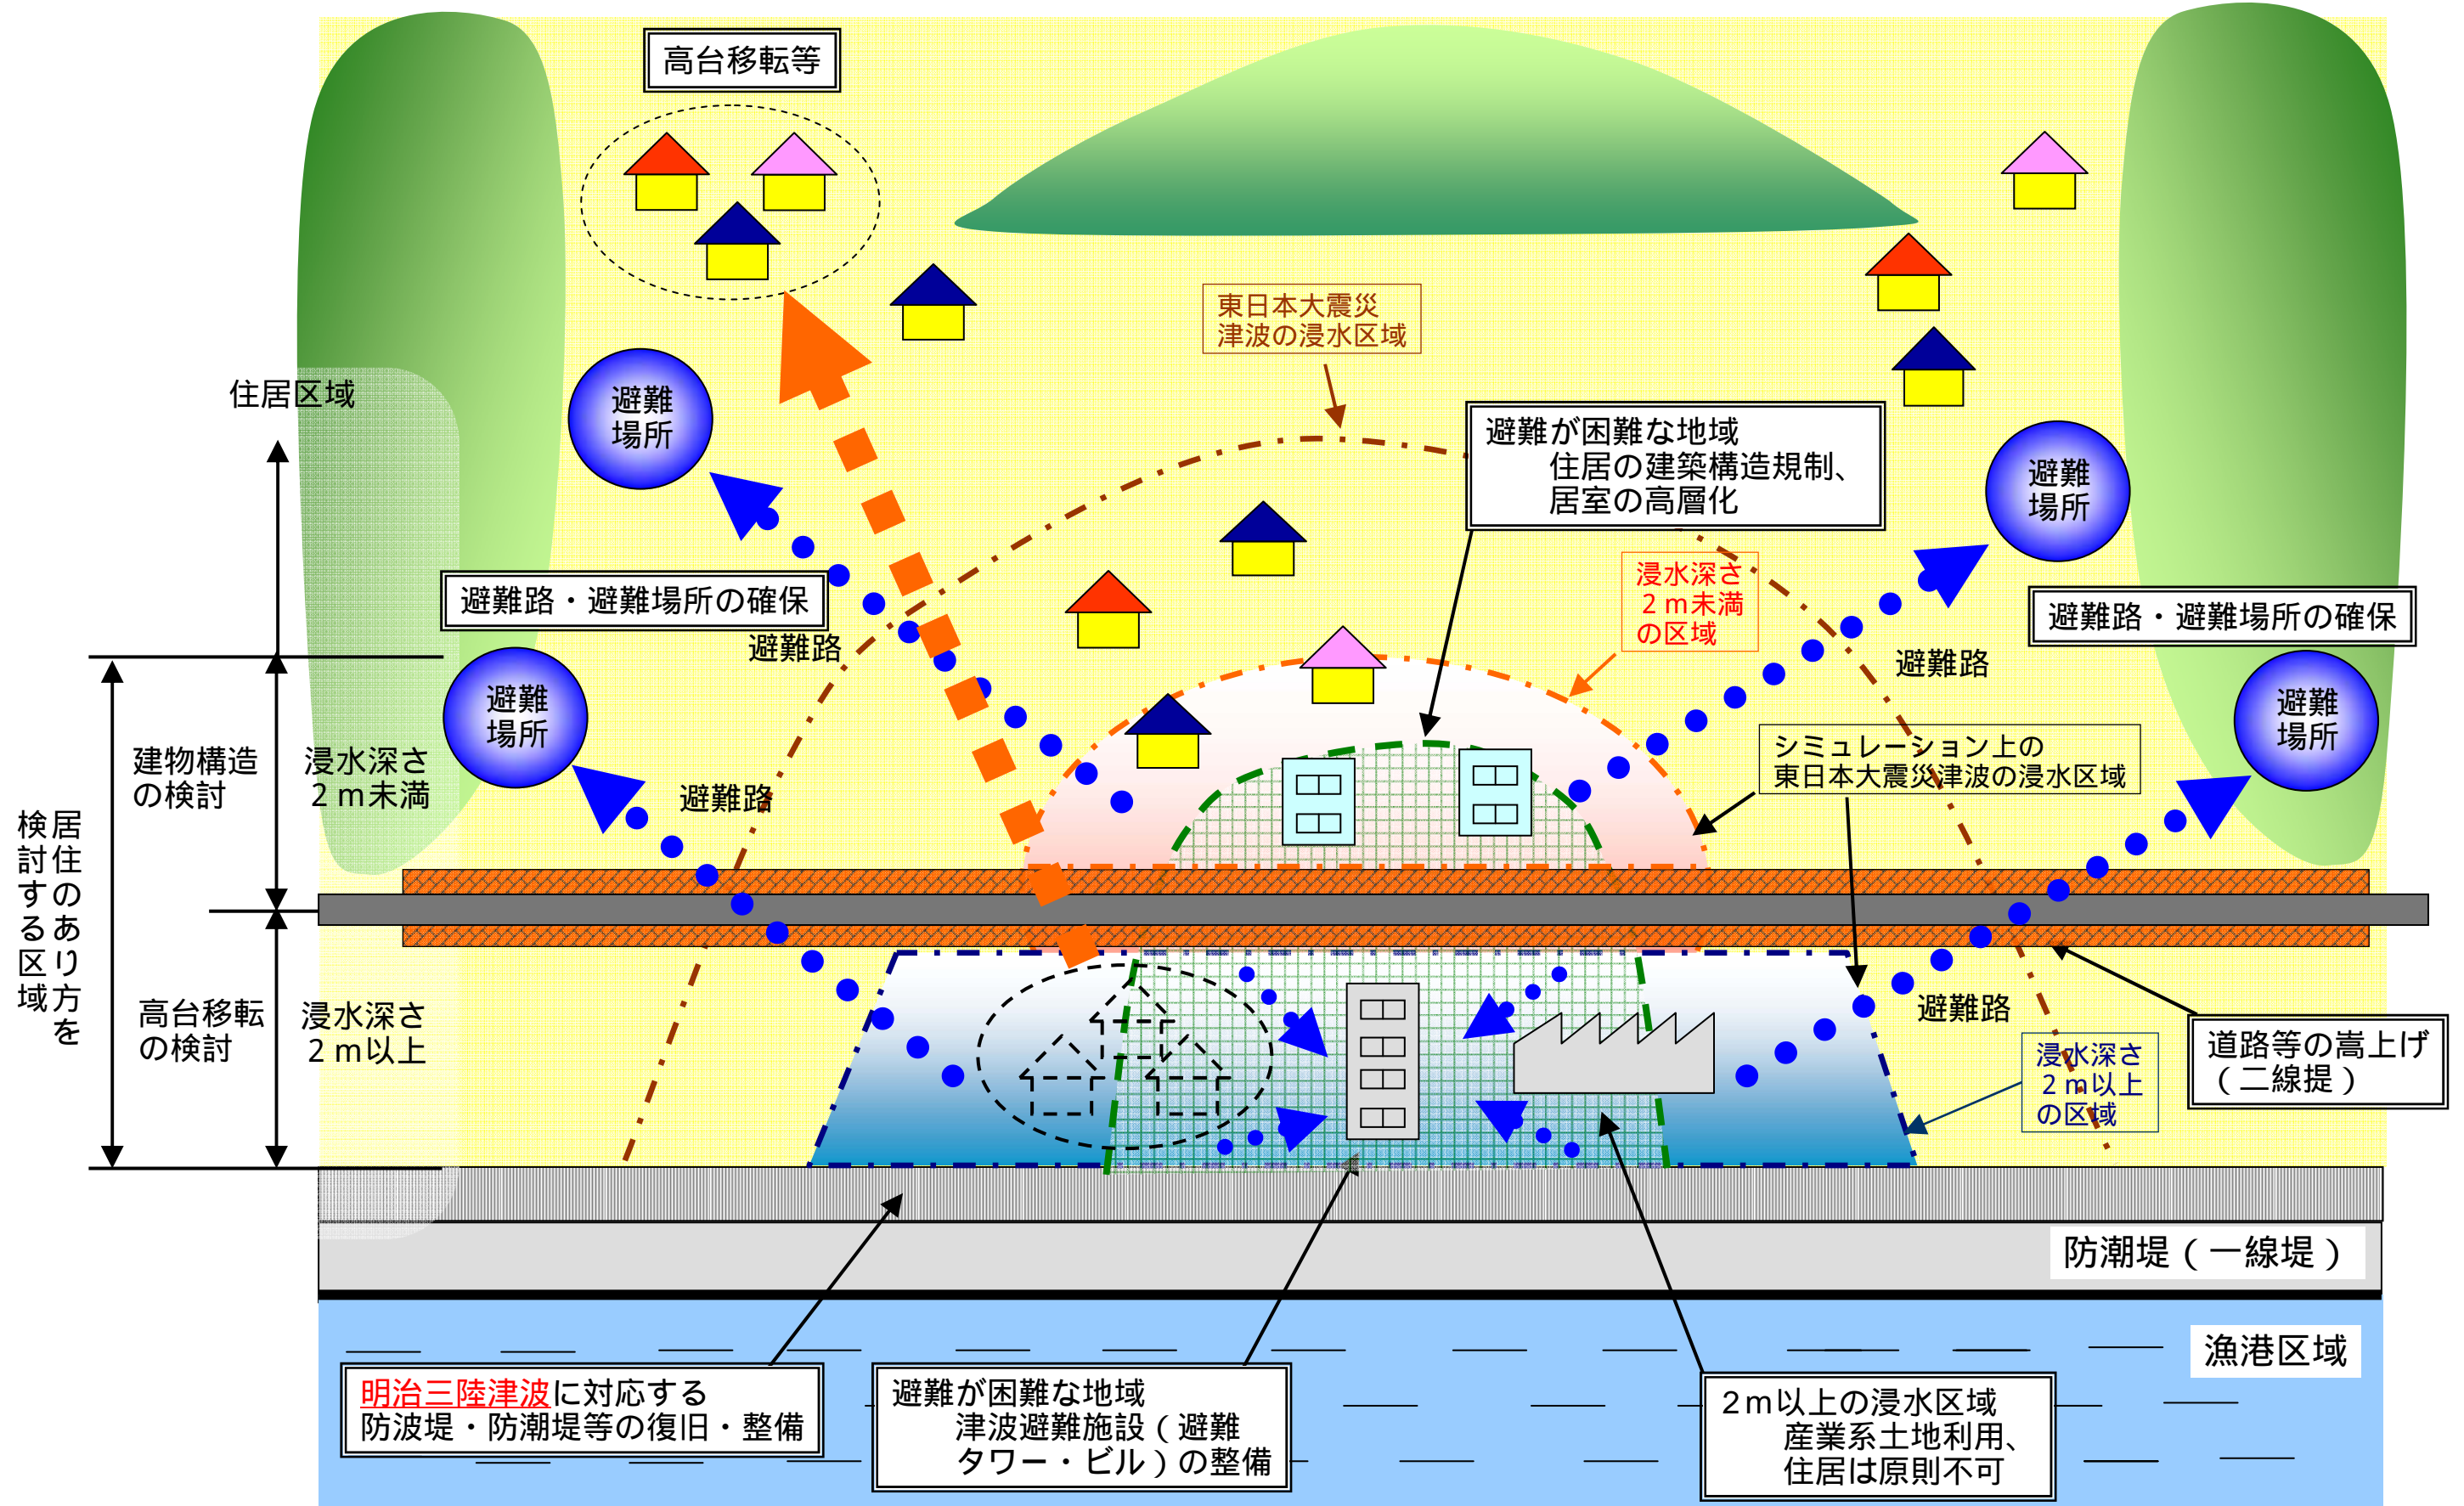 高台移転等
東日本大震災
津波の浸水区域
住居区域
避難
場所
避難が困難な地域
住居の建築構造規制、
居室の高層化
避難
場所
浸水深さ
２ｍ未満
の区域
避難路・避難場所の確保
避難路
避難路・避難場所の確保
避難路
避難
場所
避難
場所
シミュレーション上の
東日本大震災津波の浸水区域
建物構造
の検討
浸水深さ
２ｍ未満
避難路
居住のあり方を
検討する区域
高台移転
の検討
浸水深さ
２ｍ以上
避難路
浸水深さ
２ｍ以上
の区域
道路等の嵩上げ
（二線提）
防潮堤（一線堤）
漁港区域
明治三陸津波に対応する
防波堤・防潮堤等の復旧・整備
避難が困難な地域
津波避難施設（避難
タワー・ビル）の整備
2ｍ以上の浸水区域
産業系土地利用、
住居は原則不可